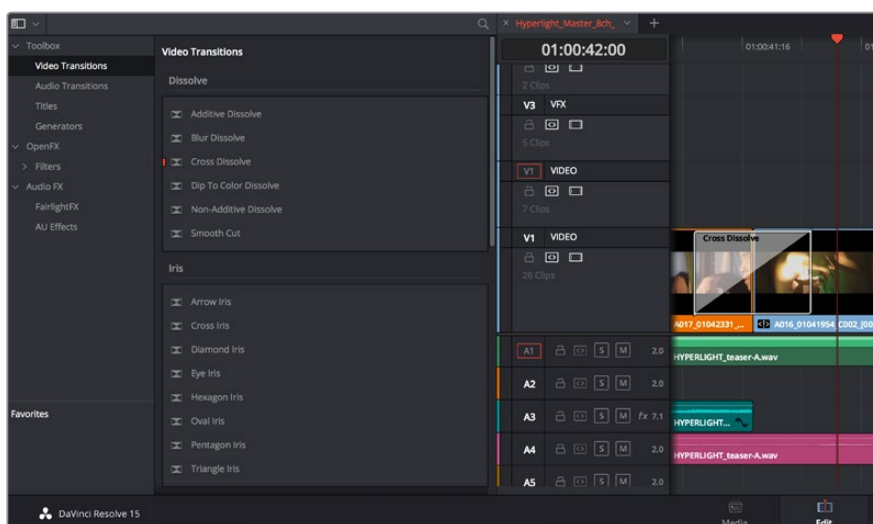 Hyperlight_Master_8ch_
Toolbox
Video Transitions
Audio Transitions
Titles
Generators
OpenFX
Filters
Audio FX
FairlightFX
AU Effects
Favorites
Video Transitions
Dissolve
Additive Dissolve
Blur Dissolve
Cross Dissolve
Dip To Color Dissolve
Non-Additive Dissolve
Smooth Cut
Iris
Arrow Iris
Cross Iris
Diamond Iris
Eye Iris
Hexagon Iris
Oval Iris
Pentagon Iris
Triangle Iris
01:00:42:00
01:00:41:16
01
2 Clips
V3 VFX
5 Clips
V1 VIDEO
7 Clips
V1 VIDEO
26 Clips
Cross Dissolve
A017_01042331_...
A016_01041954_C002_[00
A1 S M 2.0
HYPERLIGHT_teaser-A.wav
A2 S M 2.0
A3 S M fx 7.1
HYPERLIGHT...
A4 S M 2.0
HYPERLIGHT_teaser-A.wav
A5 S M 2.0
DaVinci Resolve 15
Media
Edit